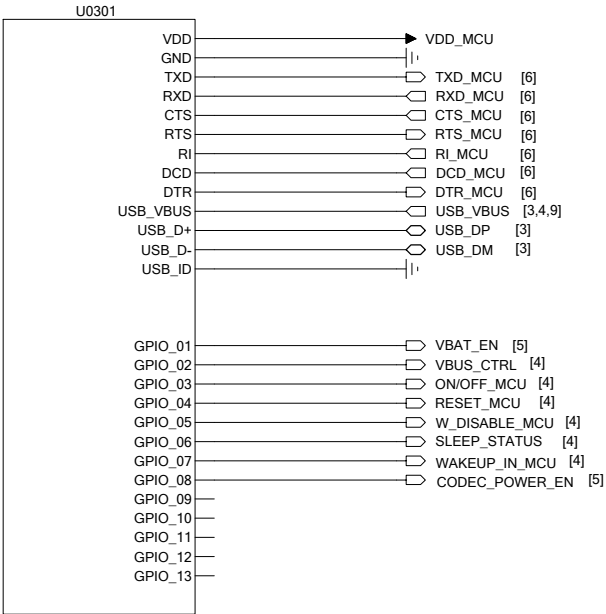 U0301
VDD VDD_MCU
GND
TXD TXD_MCU [6]
RXD RXD_MCU [6]
CTS CTS_MCU [6]
RTS RTS_MCU [6]
RI RI_MCU [6]
DCD DCD_MCU [6]
DTR DTR_MCU [6]
USB_VBUS USB_VBUS [3,4,9]
USB_D+ USB_DP [3]
USB_D- USB_DM [3]
USB_ID
GPIO_01 VBAT_EN [5]
GPIO_02 VBUS_CTRL [4]
GPIO_03 ON/OFF_MCU [4]
GPIO_04 RESET_MCU [4]
GPIO_05 W_DISABLE_MCU [4]
GPIO_06 SLEEP_STATUS [4]
GPIO_07 WAKEUP_IN_MCU [4]
GPIO_08 CODEC_POWER_EN [5]
GPIO_09
GPIO_10
GPIO_11
GPIO_12
GPIO_13